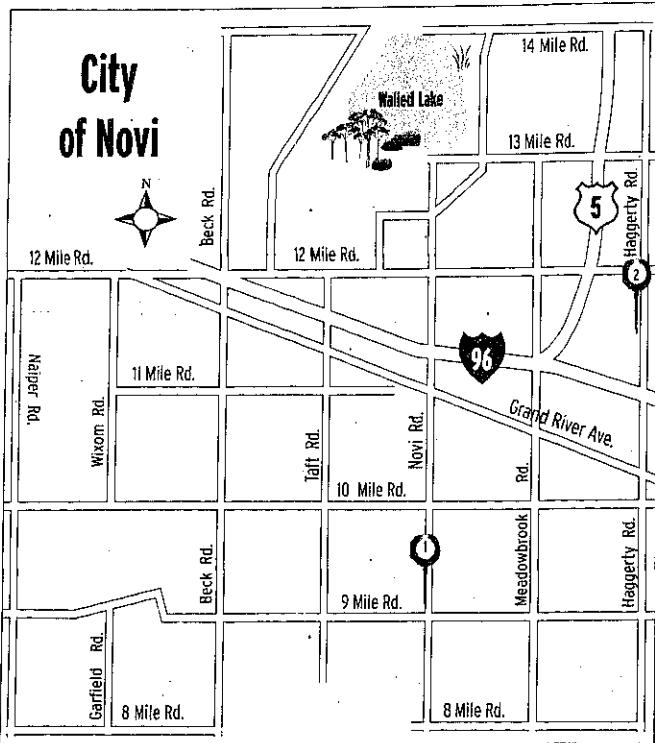 City
of Novi
N
14 Mile Rd.
Walled Lake
13 Mile Rd.
Beck Rd.
5
Haggerty Rd.
12 Mile Rd.
12 Mile Rd.
2
96
Naiper Rd.
11 Mile Rd.
Wixom Rd.
Taft Rd.
Novi Rd.
Grand River Ave.
10 Mile Rd.
Meadowbrook Rd.
1
Beck Rd.
9 Mile Rd.
Haggerty Rd.
Garfield Rd.
8 Mile Rd.
8 Mile Rd.